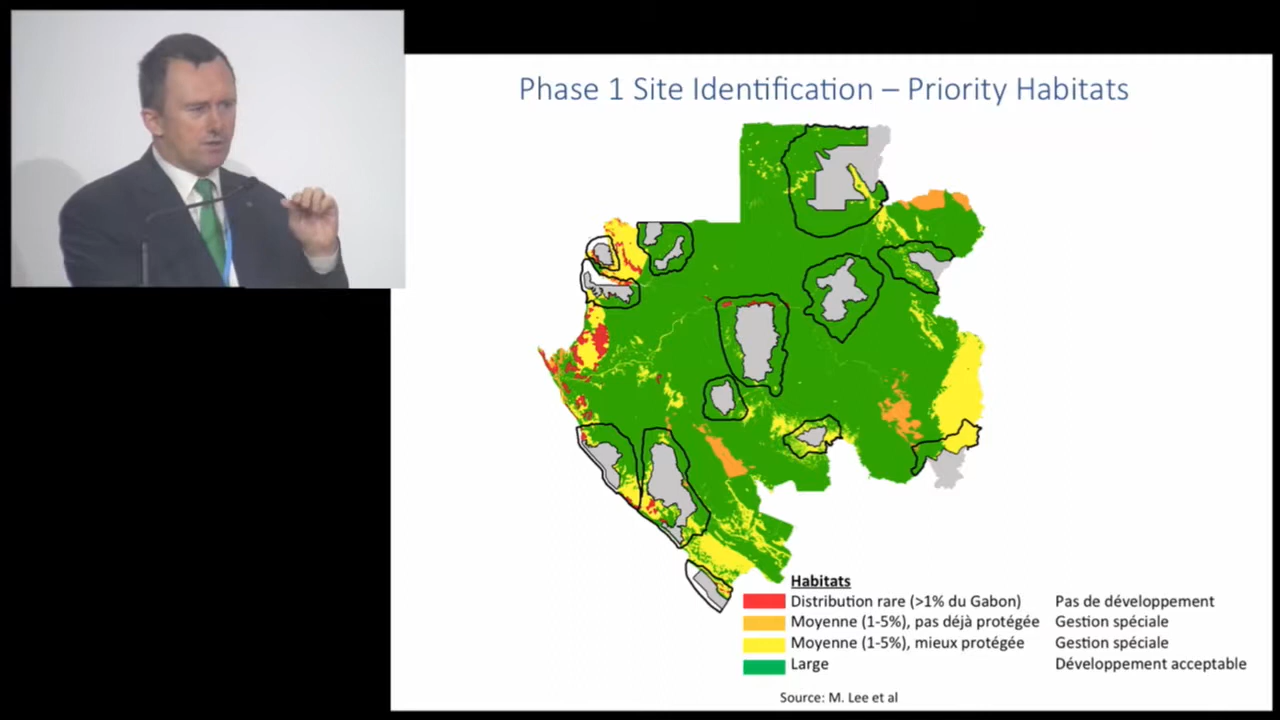 Phase 1 Site Identification – Priority Habitats
Habitats
Distribution rare (>1% du Gabon) Pas de développement
Moyenne (1-5%), pas déjà protégée Gestion spéciale
Moyenne (1-5%), mieux protégée Gestion spéciale
Large Développement acceptable
Source: M. Lee et al